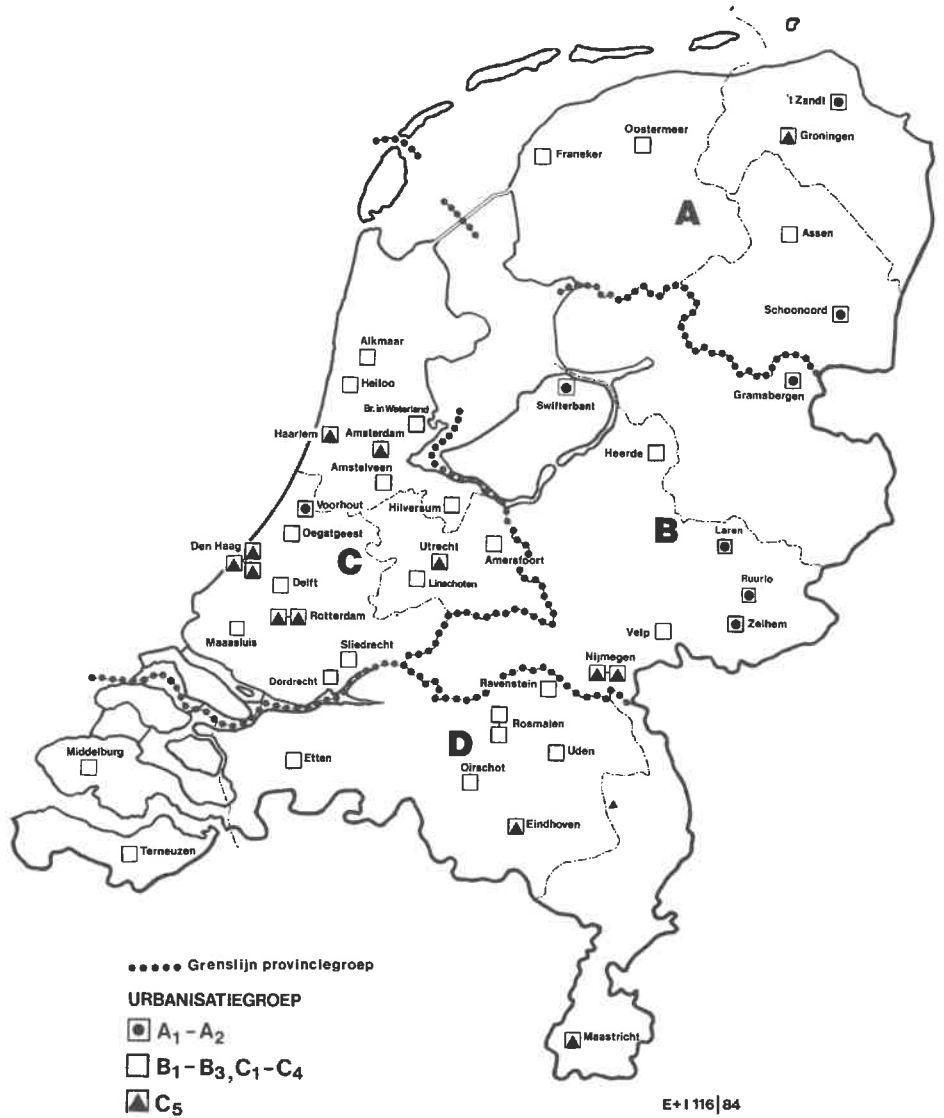 't Zandt
Groningen
Oostermeer
Franeker
A
Assen
Schoonoord
Gramsbergen
Alkmaar
Heiloo
Swifterbant
Br. in Waterland
Haarlem
Amsterdam
Heerde
Amstelveen
Voorhout
Hilversum
Oegstgeest
B
Laren
Den Haag
C
Utrecht
Amersfoort
Delft
Linschoten
Ruurlo
Rotterdam
Zelhem
Maassluis
Velp
Sliedrecht
Dordrecht
Nijmegen
Ravenstein
Rosmalen
D
Middelburg
Etten
Uden
Oirschot
Eindhoven
Terneuzen
Grenslijn provinciegroep
URBANISATIEGROEP
A1-A2
B1-B3,C1-C4
C5
Maastricht
E+I 116|84